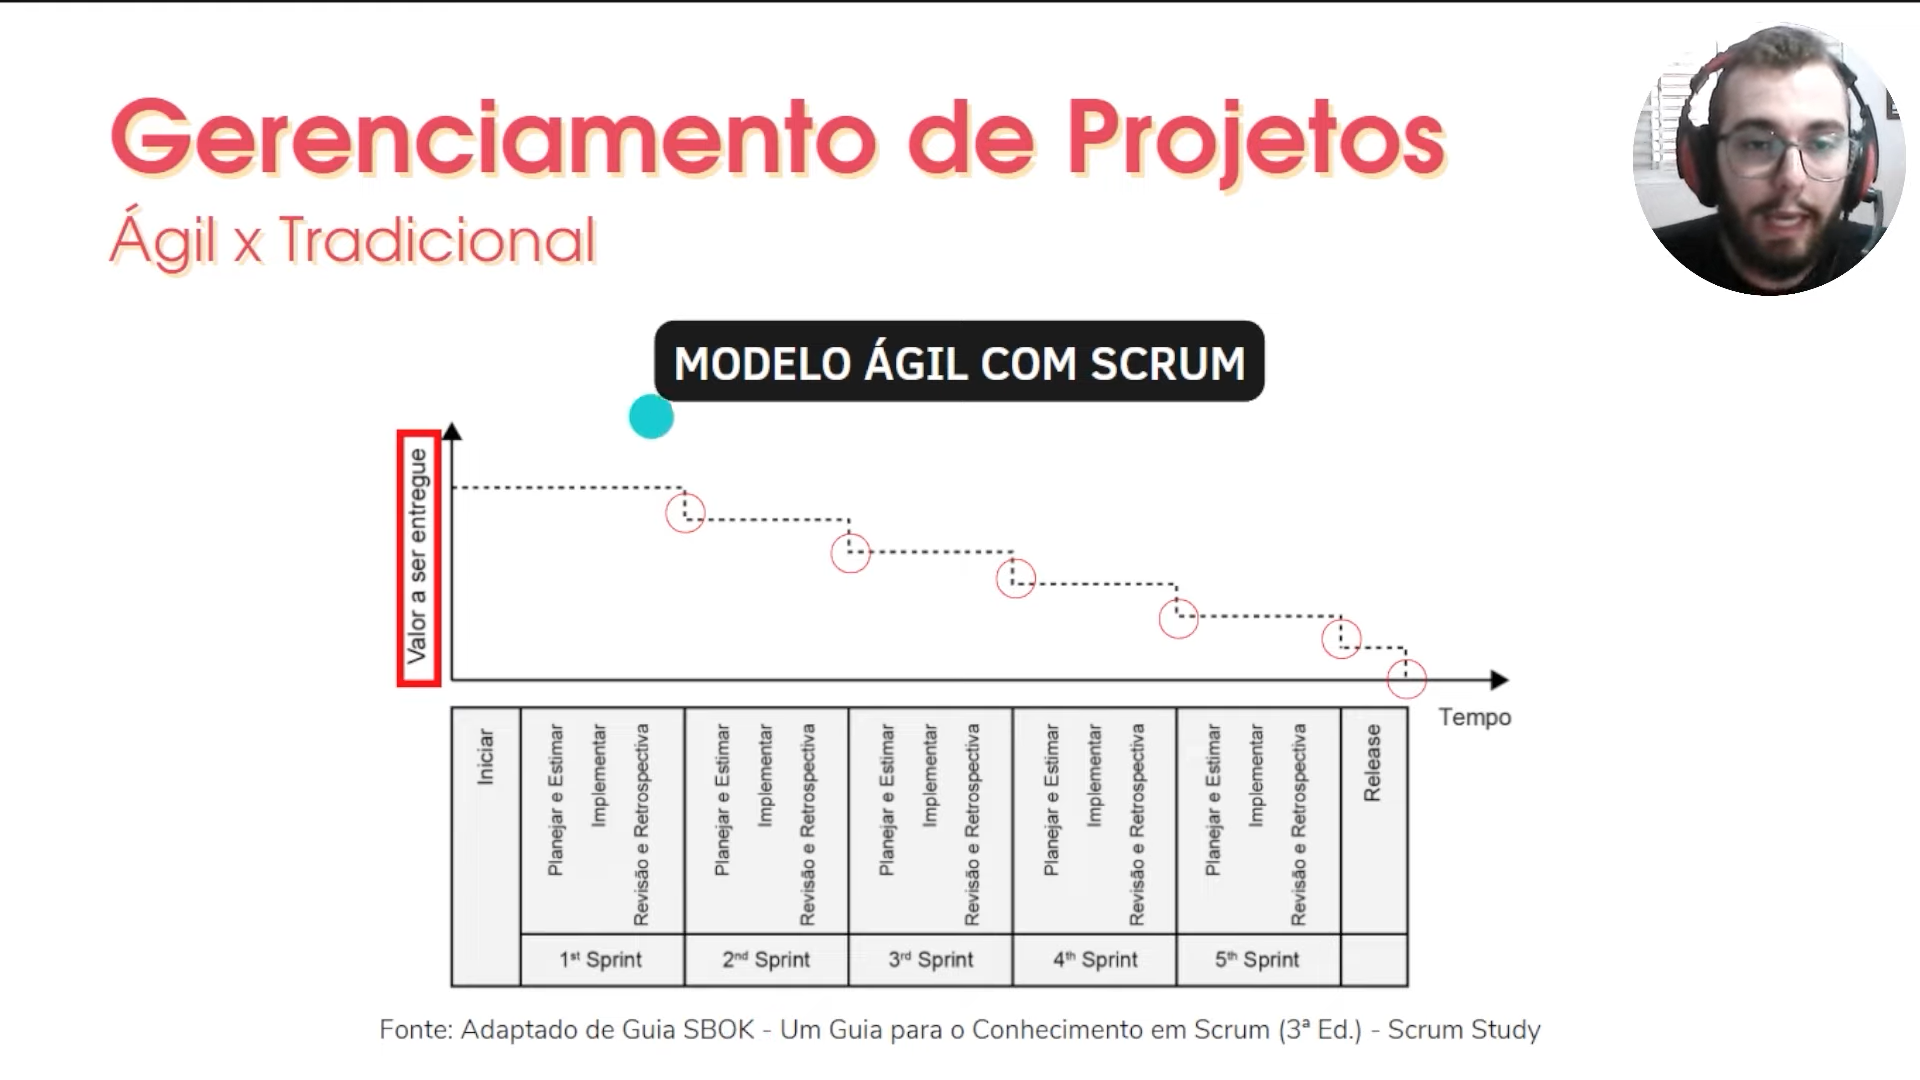 Gerenciamento de Projetos
Ágil x Tradicional
MODELO ÁGIL COM SCRUM
Valor a ser entregue
Tempo
Iniciar
Planejar e Estimar
Implementar
Revisão e Retrospectiva
Planejar e Estimar
Implementar
Revisão e Retrospectiva
Planejar e Estimar
Implementar
Revisão e Retrospectiva
Planejar e Estimar
Implementar
Revisão e Retrospectiva
Planejar e Estimar
Implementar
Revisão e Retrospectiva
Release
1st Sprint
2nd Sprint
3rd Sprint
4th Sprint
5th Sprint
Fonte: Adaptado de Guia SBOK - Um Guia para o Conhecimento em Scrum (3ª Ed.) - Scrum Study